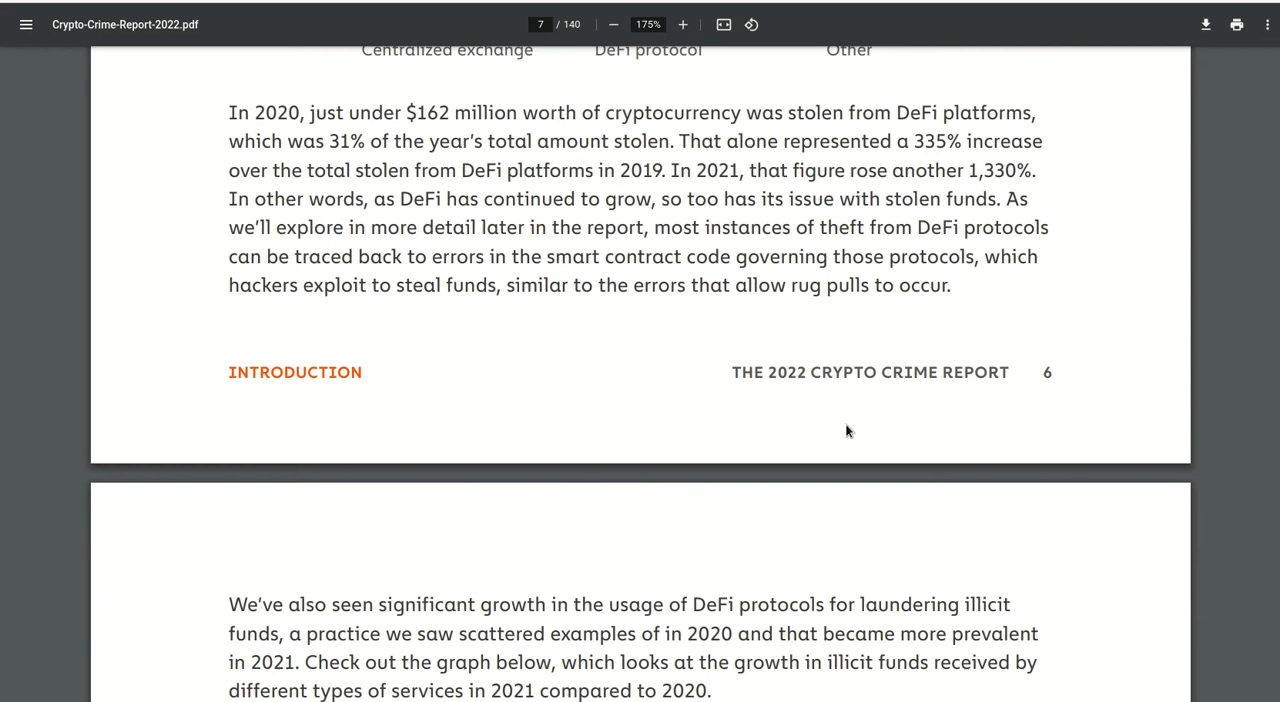 Crypto-Crime-Report-2022.pdf
7 / 140
175%
Centralized exchange DeFi protocol Other
In 2020, just under $162 million worth of cryptocurrency was stolen from DeFi platforms,
which was 31% of the year's total amount stolen. That alone represented a 335% increase
over the total stolen from DeFi platforms in 2019. In 2021, that figure rose another 1,330%.
In other words, as DeFi has continued to grow, so too has its issue with stolen funds. As
we'll explore in more detail later in the report, most instances of theft from DeFi protocols
can be traced back to errors in the smart contract code governing those protocols, which
hackers exploit to steal funds, similar to the errors that allow rug pulls to occur.
INTRODUCTION
THE 2022 CRYPTO CRIME REPORT 6
We've also seen significant growth in the usage of DeFi protocols for laundering illicit
funds, a practice we saw scattered examples of in 2020 and that became more prevalent
in 2021. Check out the graph below, which looks at the growth in illicit funds received by
different types of services in 2021 compared to 2020.